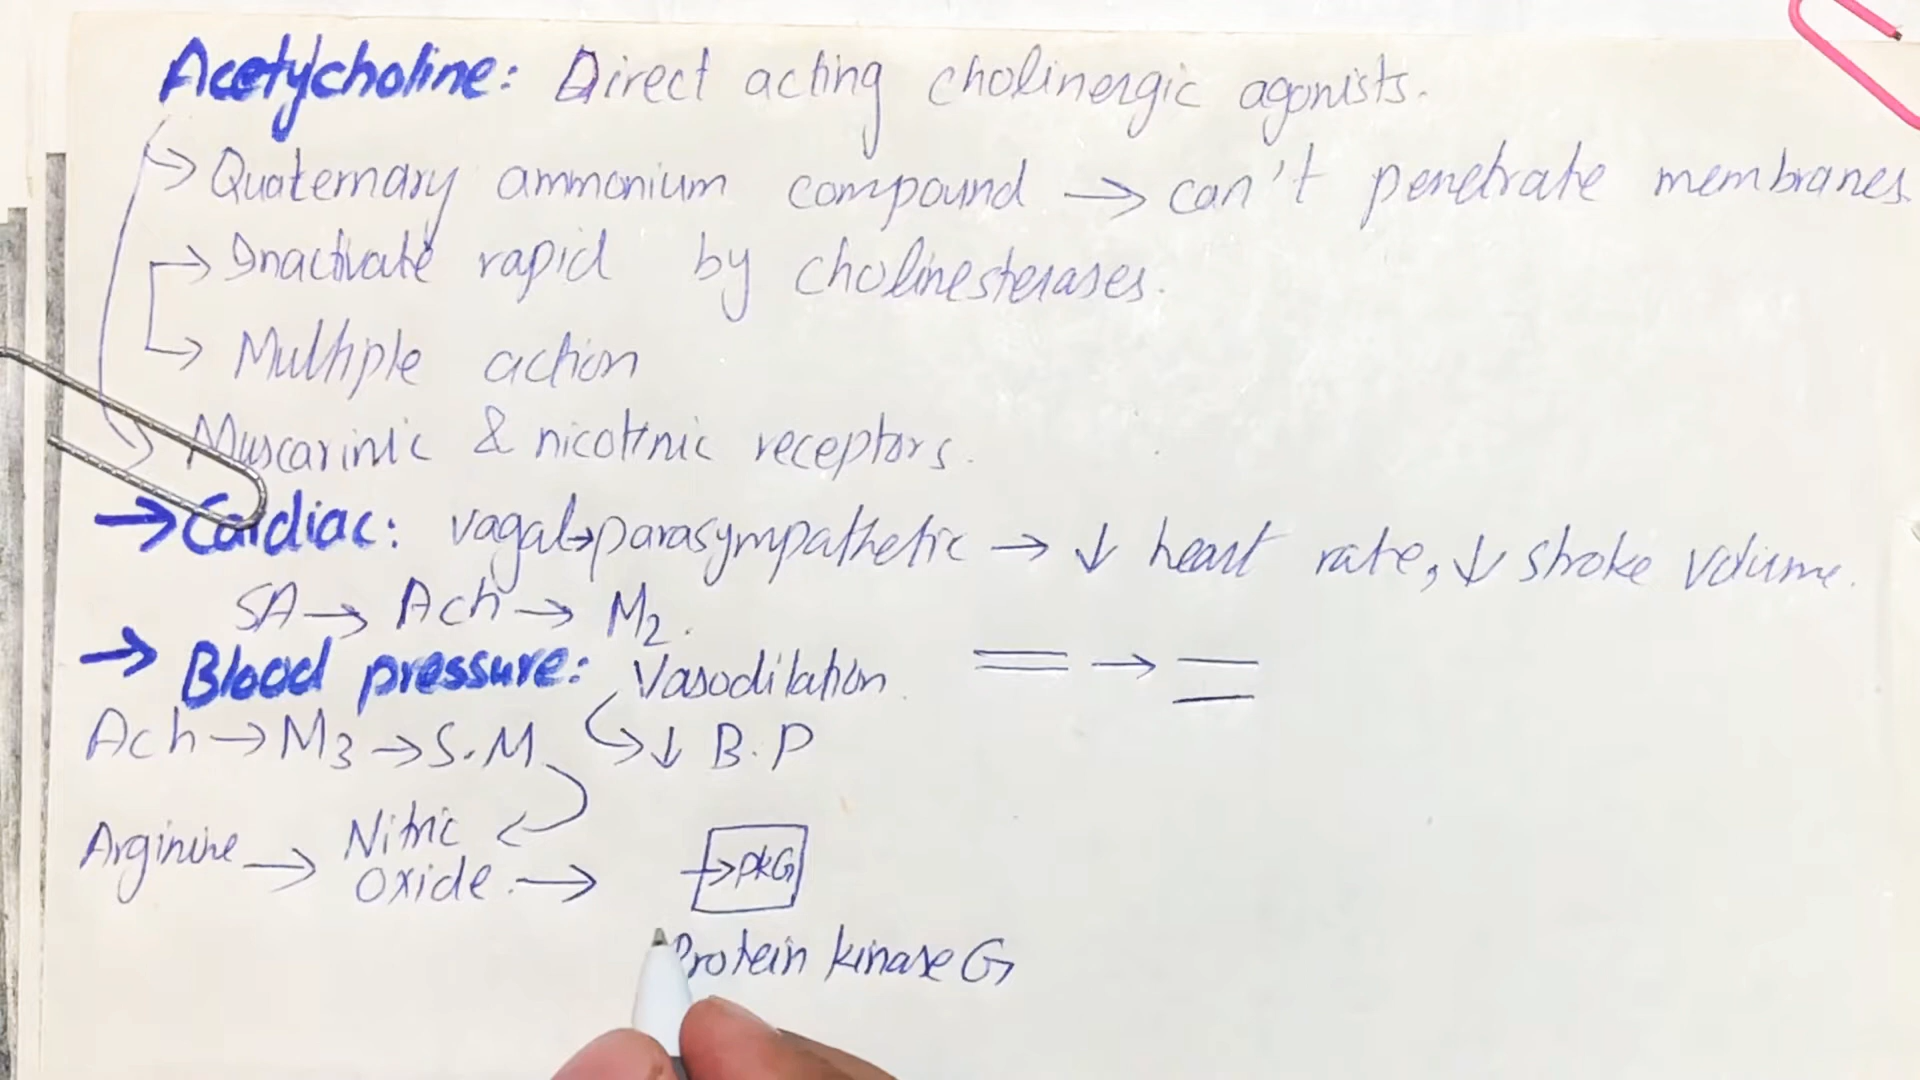 Acetylcholine: Direct acting cholinergic agonists.
→ Quaternary ammonium compound → can't penetrate membranes.
→ Inactivate rapid by cholinesterases.
→ Multiple action
→ Muscarinic & nicotinic receptors.
→ Cardiac: vagal→parasympathetic → ↓ heart rate, ↓ stroke volume.
SA → Ach → M2.
→ Blood pressure: Vasodilation
Ach → M3 → S.M → ↓ B.P
Arginine → Nitric oxide. → → PKG
Protein kinase G